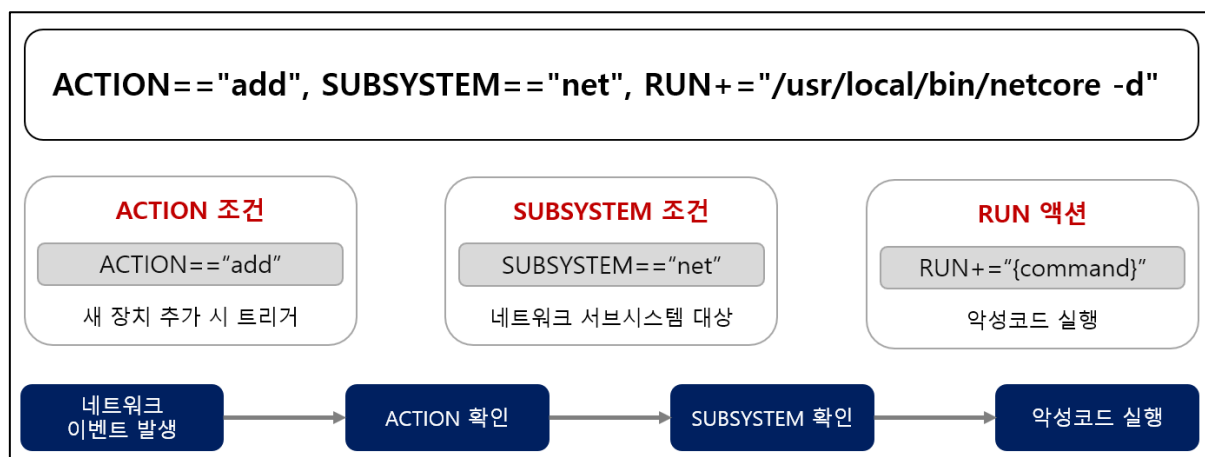 ACTION=="add", SUBSYSTEM=="net", RUN+="/usr/local/bin/netcore -d"
ACTION 조건
ACTION==“add”
새 장치 추가 시 트리거
SUBSYSTEM 조건
SUBSYSTEM==“net”
네트워크 서브시스템 대상
RUN 액션
RUN+=“{command}”
악성코드 실행
네트워크
이벤트 발생
ACTION 확인
SUBSYSTEM 확인
악성코드 실행